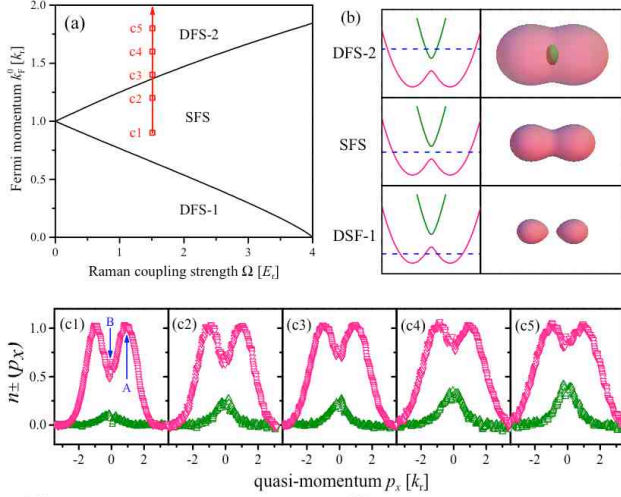 (a)
2.0
1.5
1.0
0.5
0.0
Fermi momentum k_F^0 [k_r]
DFS-2
SFS
DFS-1
c5
c4
c3
c2
c1
0 1 2 3 4
Raman coupling strength Ω [E_r]
(b)
DFS-2
SFS
DSF-1
(c1) (c2) (c3) (c4) (c5)
B
A
1.0
0.5
0.0
n± (p_x)
-2 0 2 -2 0 2 -2 0 2 -2 0 2 -2 0 2
quasi-momentum p_x [k_r]